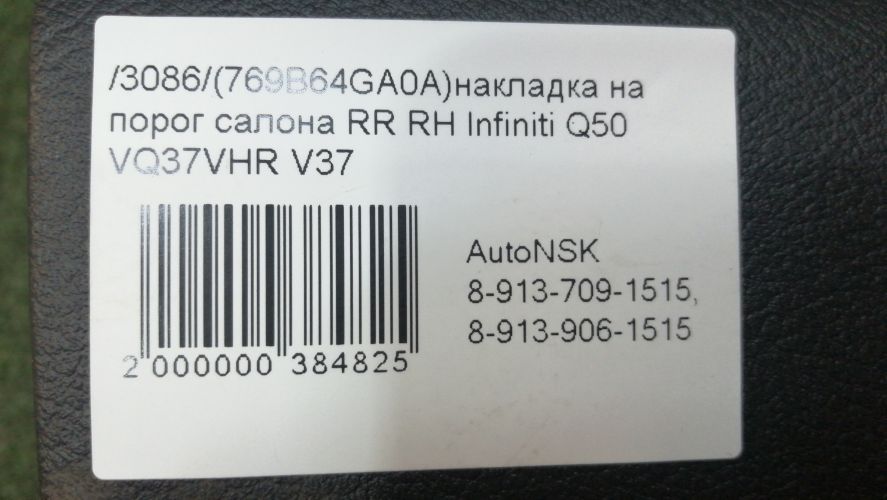 /3086/(769B64GA0A)накладка на
порог салона RR RH Infiniti Q50
VQ37VHR V37
AutoNSK
8-913-709-1515,
8-913-906-1515
2 000000 384825